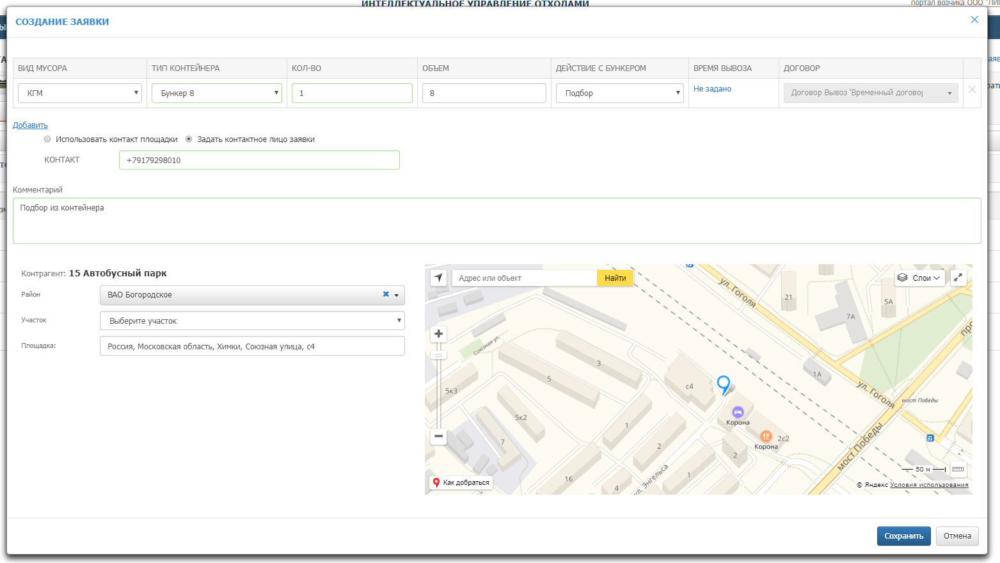 ИНТЕЛЛЕКТУАЛЬНОЕ УПРАВЛЕНИЕ ОТХОДАМИ
портал возчика ООО "ЛИ
СОЗДАНИЕ ЗАЯВКИ
ВИД МУСОРА ТИП КОНТЕЙНЕРА КОЛ-ВО ОБЪЕМ ДЕЙСТВИЕ С БУНКЕРОМ ВРЕМЯ ВЫВОЗА ДОГОВОР
КГМ Бункер 8 1 8 Подбор Не задано Договор Вывоз 'Временный договор
Добавить
Использовать контакт площадки Задать контактное лицо заявки
КОНТАКТ +79179298010
Комментарий
Подбор из контейнера
Контрагент: 15 Автобусный парк
Район ВАО Богородское
Участок Выберите участок
Площадка: Россия, Московская область, Химки, Союзная улица, с4
Адрес или объект Найти
Слои
ул. Гоголя
21
5А
7А
про
Союзная ул.
3
5
5к3
1А
с4
ул. Гоголя
мост Победы
5к2
Корона
1
7
2с2
Корона
2
2
мост Победы
16
1
4
ул. Энгельса
50 м
Как добраться
© Яндекс Условия использования
Сохранить Отмена